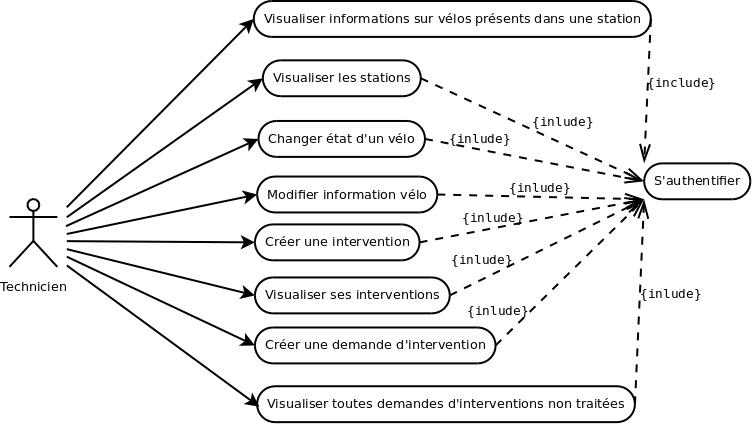 Visualiser informations sur vélos présents dans une station
{include}
Visualiser les stations
{inlude}
Changer état d'un vélo
{inlude}
S'authentifier
Modifier information vélo
{inlude}
{inlude}
Créer une intervention
{inlude}
Technicien
Visualiser ses interventions
{inlude}
{inlude}
Créer une demande d'intervention
Visualiser toutes demandes d'interventions non traitées